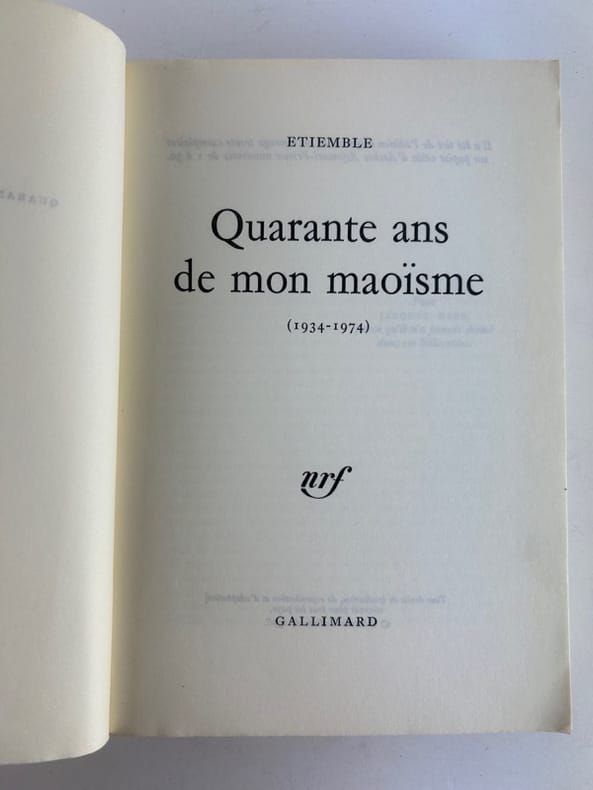 ETIEMBLE
Quarante ans
de mon maoïsme
(1934-1974)
nrf
GALLIMARD